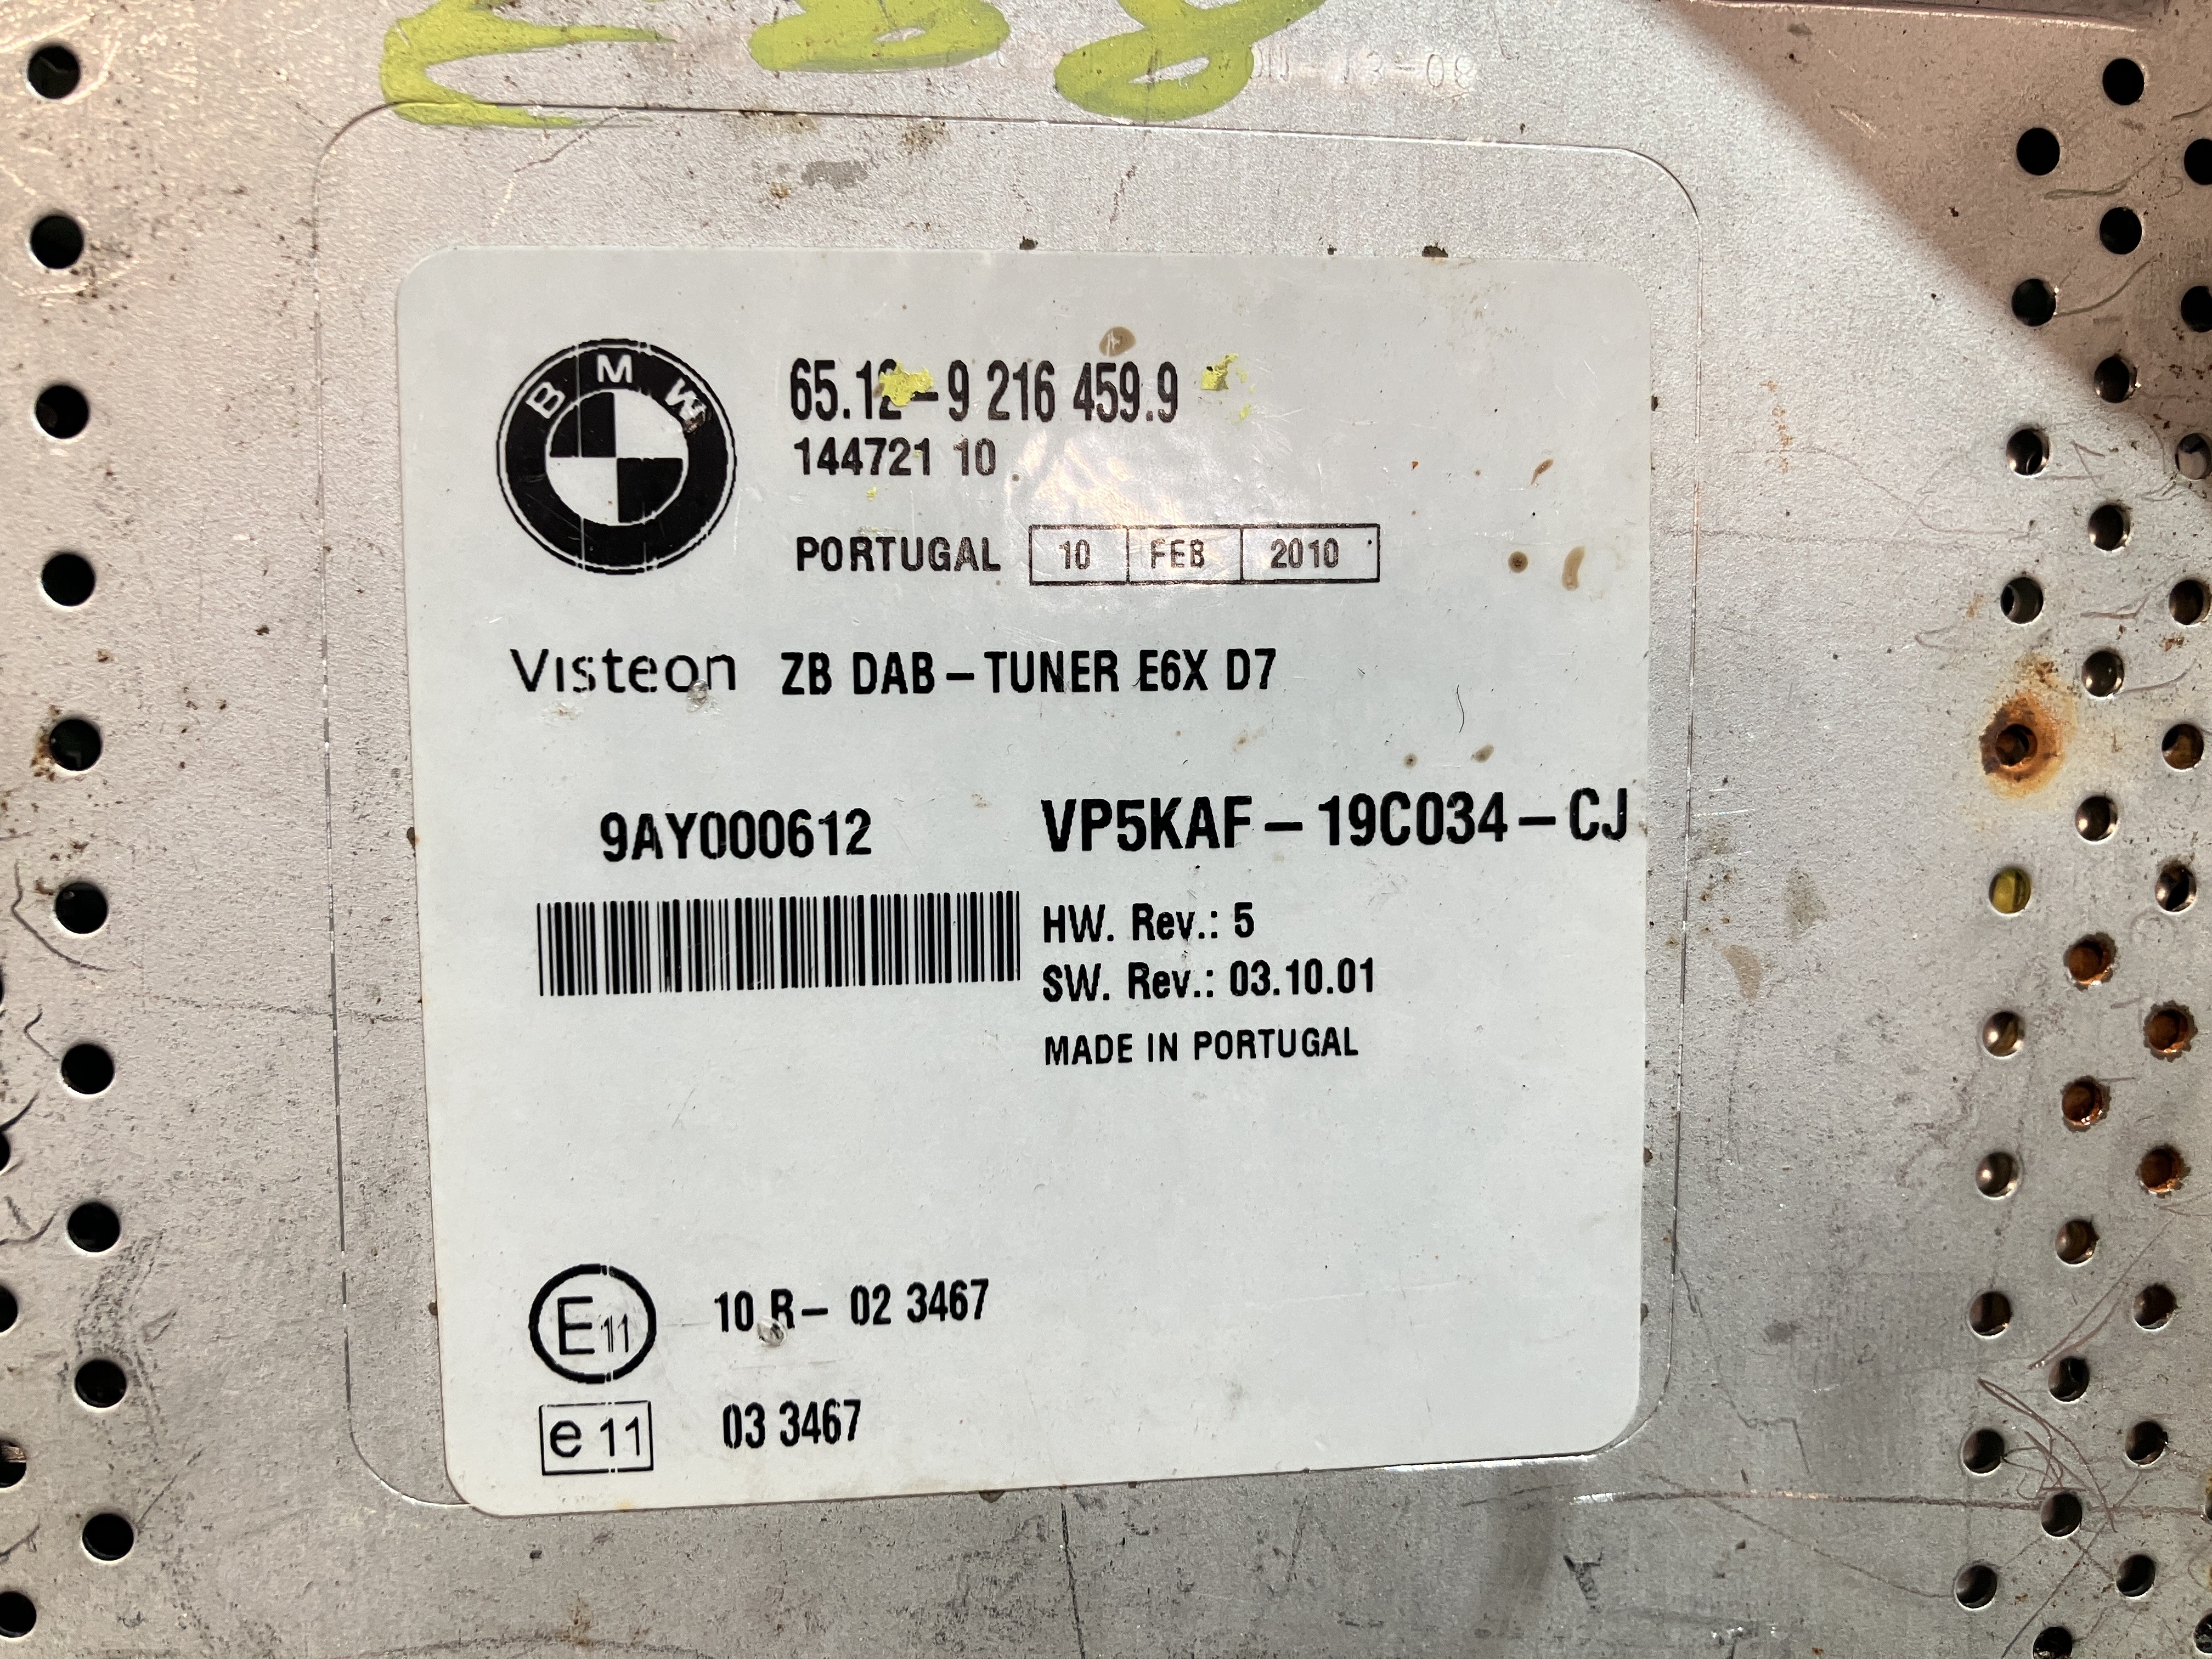 BMW
65.12-9 216 459.9
144721 10
PORTUGAL 10 FEB 2010
Visteon ZB DAB-TUNER E6X D7
9AY000612 VP5KAF-19C034-CJ
HW. Rev.: 5
SW. Rev.: 03.10.01
MADE IN PORTUGAL
E11 10 R- 02 3467
e 11 03 3467